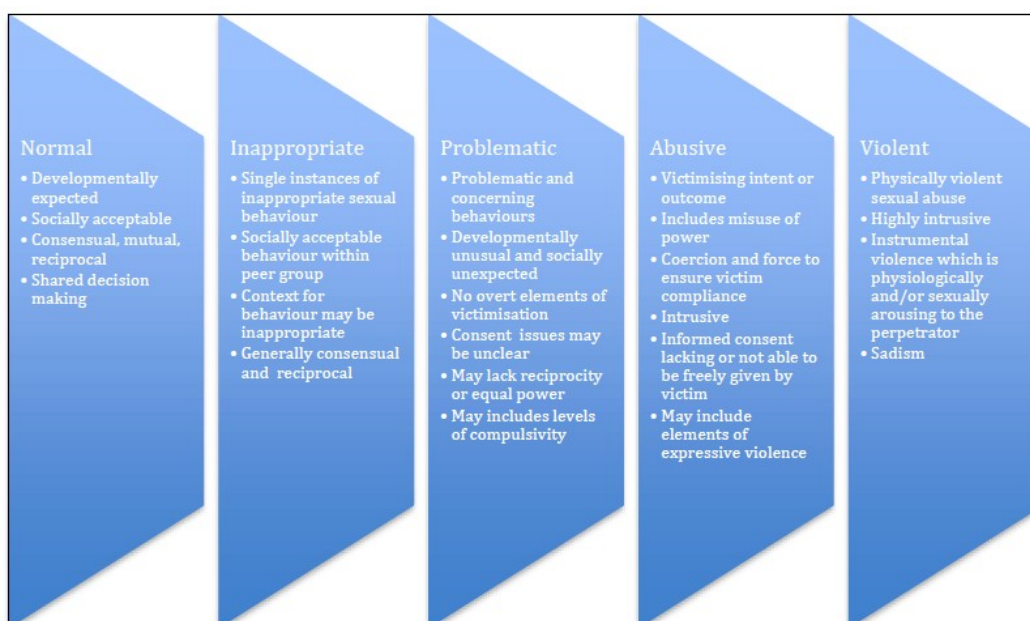 Normal
• Developmentally
expected
• Socially acceptable
• Consensual, mutual,
reciprocal
• Shared decision
making
Inappropriate
• Single instances of
inappropriate sexual
behaviour
• Socially acceptable
behaviour within
peer group
• Context for
behaviour may be
inappropriate
• Generally consensual
and reciprocal
Problematic
• Problematic and
concerning
behaviours
• Developmentally
unusual and socially
unexpected
• No overt elements of
victimisation
• Consent issues may
be unclear
• May lack reciprocity
or equal power
• May includes levels
of compulsivity
Abusive
• Victimising intent or
outcome
• Includes misuse of
power
• Coercion and force to
ensure victim
compliance
• Intrusive
• Informed consent
lacking or not able to
be freely given by
victim
• May include
elements of
expressive violence
Violent
• Physically violent
sexual abuse
• Highly intrusive
• Instrumental
violence which is
physiologically
and/or sexually
arousing to the
perpetrator
• Sadism